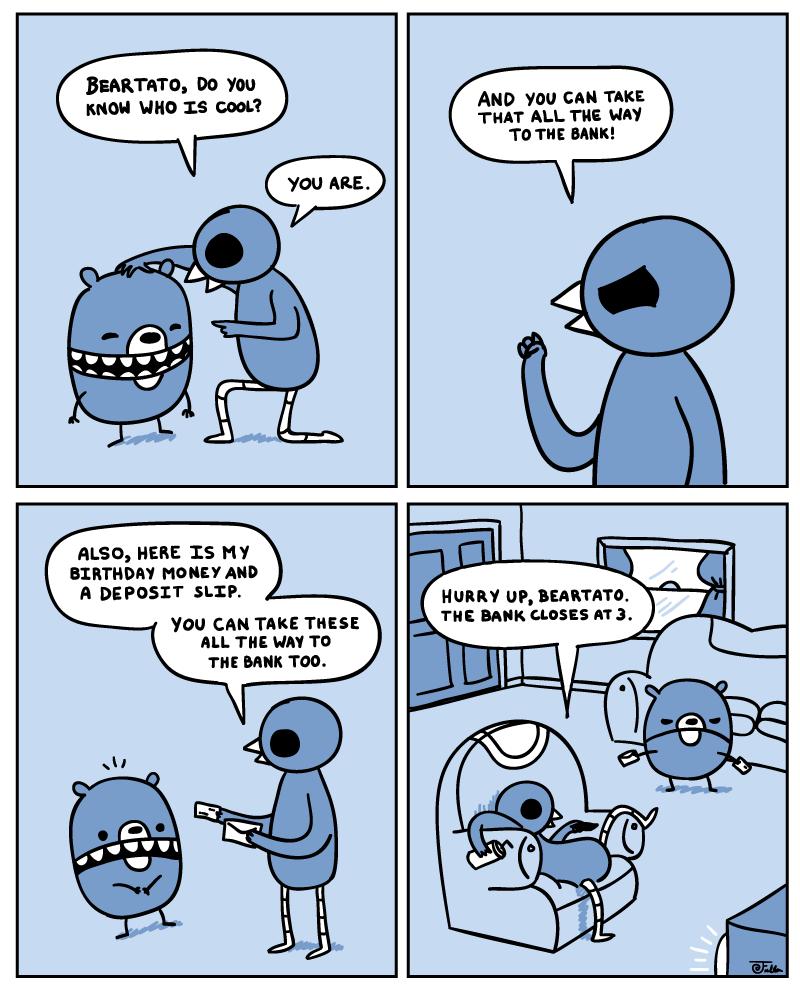 BEARTATO, DO YOU
KNOW WHO IS COOL?
YOU ARE.
AND YOU CAN TAKE
THAT ALL THE WAY
TO THE BANK!
ALSO, HERE IS MY
BIRTHDAY MONEY AND
A DEPOSIT SLIP.
YOU CAN TAKE THESE
ALL THE WAY TO
THE BANK TOO.
HURRY UP, BEARTATO.
THE BANK CLOSES AT 3.